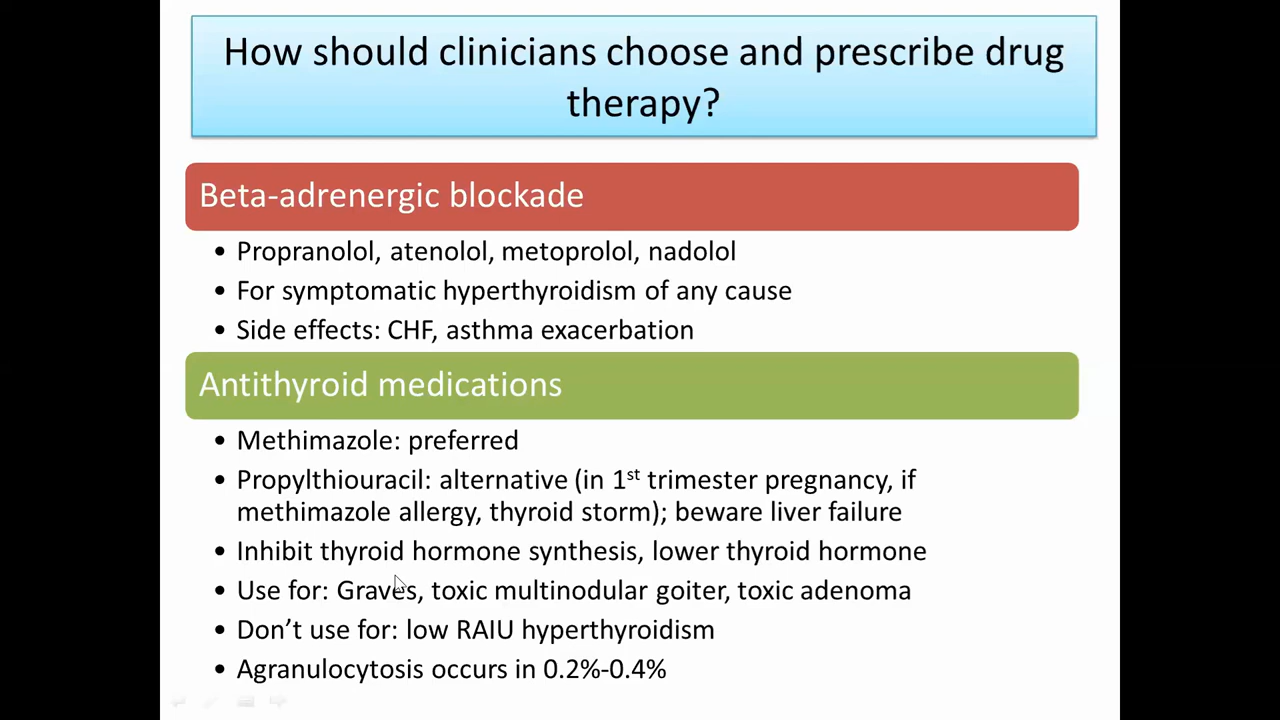 How should clinicians choose and prescribe drug
therapy?
Beta-adrenergic blockade
• Propranolol, atenolol, metoprolol, nadolol
• For symptomatic hyperthyroidism of any cause
• Side effects: CHF, asthma exacerbation
Antithyroid medications
• Methimazole: preferred
• Propylthiouracil: alternative (in 1st trimester pregnancy, if
methimazole allergy, thyroid storm); beware liver failure
• Inhibit thyroid hormone synthesis, lower thyroid hormone
• Use for: Graves, toxic multinodular goiter, toxic adenoma
• Don’t use for: low RAIU hyperthyroidism
• Agranulocytosis occurs in 0.2%-0.4%